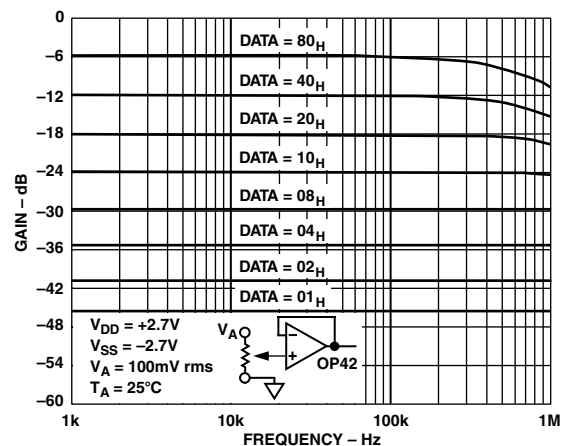 GAIN – dB
0
–6
–12
–18
–24
–30
–36
–42
–48
–54
–60
DATA = 80H
DATA = 40H
DATA = 20H
DATA = 10H
DATA = 08H
DATA = 04H
DATA = 02H
DATA = 01H
VDD = +2.7V
VSS = –2.7V
VA = 100mV rms
TA = 25°C
VA
–
+
OP42
1k
10k
100k
1M
FREQUENCY – Hz